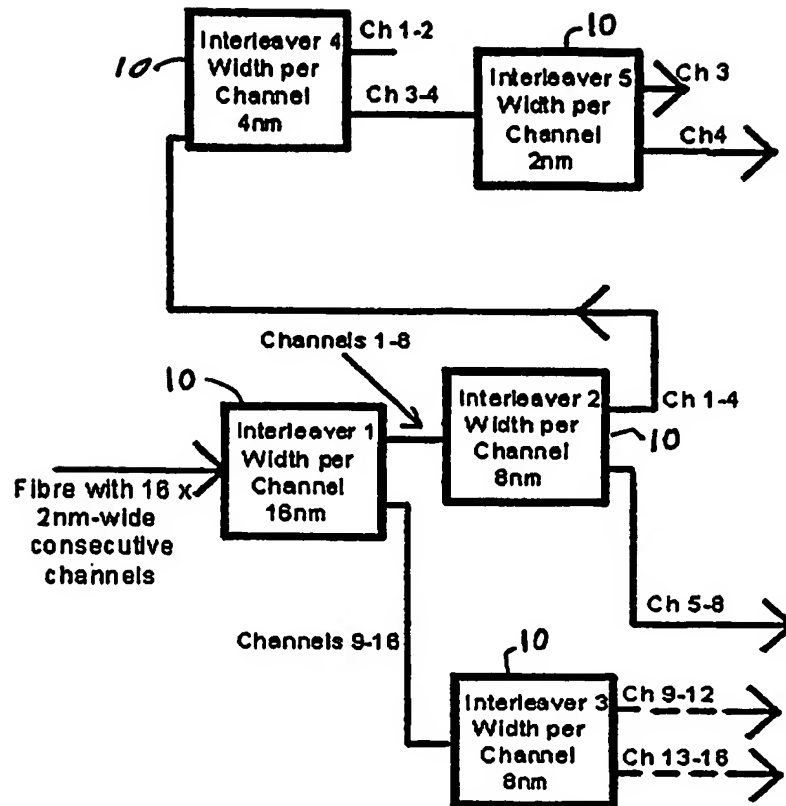 10
Interleaver 4
Width per
Channel
4nm
Ch 1-2
Ch 3-4
10
Interleaver 5
Width per
Channel
2nm
Ch 3
Ch4
Channels 1-8
10
Interleaver 1
Width per
Channel
16nm
Fibre with 16 x
2nm-wide
consecutive
channels
Interleaver 2
Width per
Channel
8nm
10
Ch 1-4
Ch 5-8
Channels 9-16
10
Interleaver 3
Width per
Channel
8nm
Ch 9-12
Ch 13-16